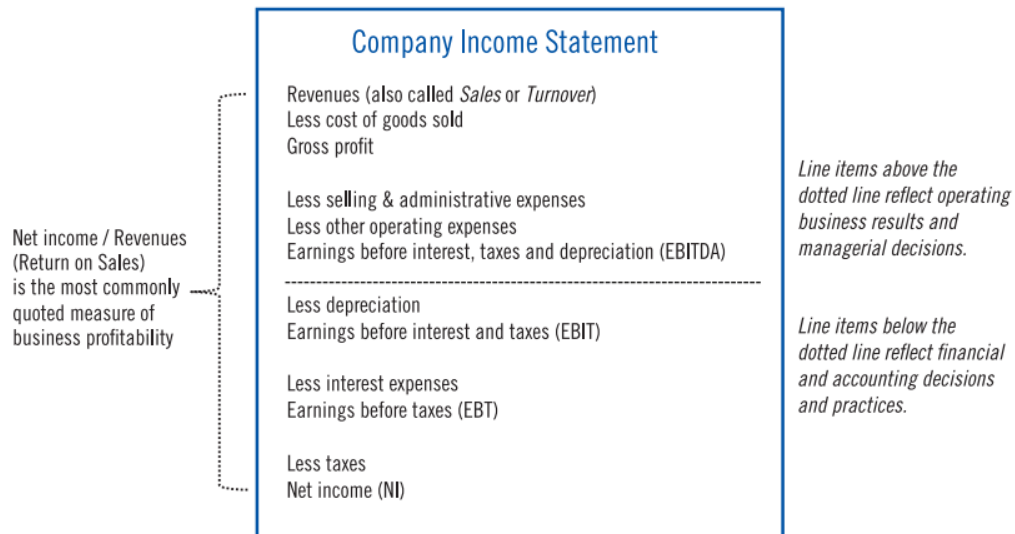 Company Income Statement
Revenues (also called Sales or Turnover)
Less cost of goods sold
Gross profit
Less selling & administrative expenses
Less other operating expenses
Earnings before interest, taxes and depreciation (EBITDA)
Less depreciation
Earnings before interest and taxes (EBIT)
Less interest expenses
Earnings before taxes (EBT)
Less taxes
Net income (NI)
Net income / Revenues
(Return on Sales)
is the most commonly
quoted measure of
business profitability
Line items above the
dotted line reflect operating
business results and
managerial decisions.
Line items below the
dotted line reflect financial
and accounting decisions
and practices.